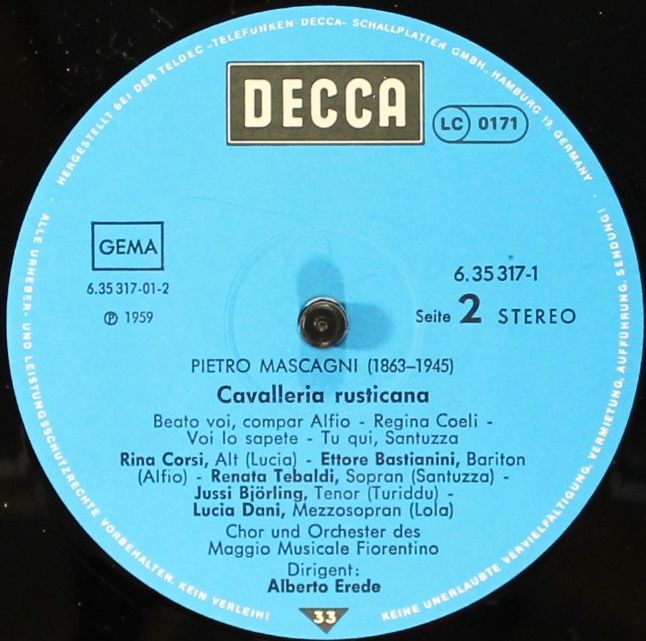 HERGESTELLT BEI DER TELDEC -TELEFUNKEN DECCA- SCHALLPLATTEN GMBH, HAMBURG 19, GERMANY
DECCA
LC 0171
GEMA
6.35317-01-2
℗ 1959
6.35317-1
Seite 2 STEREO
PIETRO MASCAGNI (1863–1945)
Cavalleria rusticana
Beato voi, compar Alfio - Regina Coeli -
Voi lo sapete - Tu qui, Santuzza
Rina Corsi, Alt (Lucia) - Ettore Bastianini, Bariton
(Alfio) - Renata Tebaldi, Sopran (Santuzza) -
Jussi Björling, Tenor (Turiddu) -
Lucia Dani, Mezzosopran (Lola)
Chor und Orchester des
Maggio Musicale Fiorentino
Dirigent:
Alberto Erede
33
ALLE URHEBER- UND LEISTUNGSSCHUTZRECHTE VORBEHALTEN, KEIN VERLEIH! KEINE UNERLAUBTE VERVIELFÄLTIGUNG, VERMIETUNG, AUFFÜHRUNG, SENDUNG!